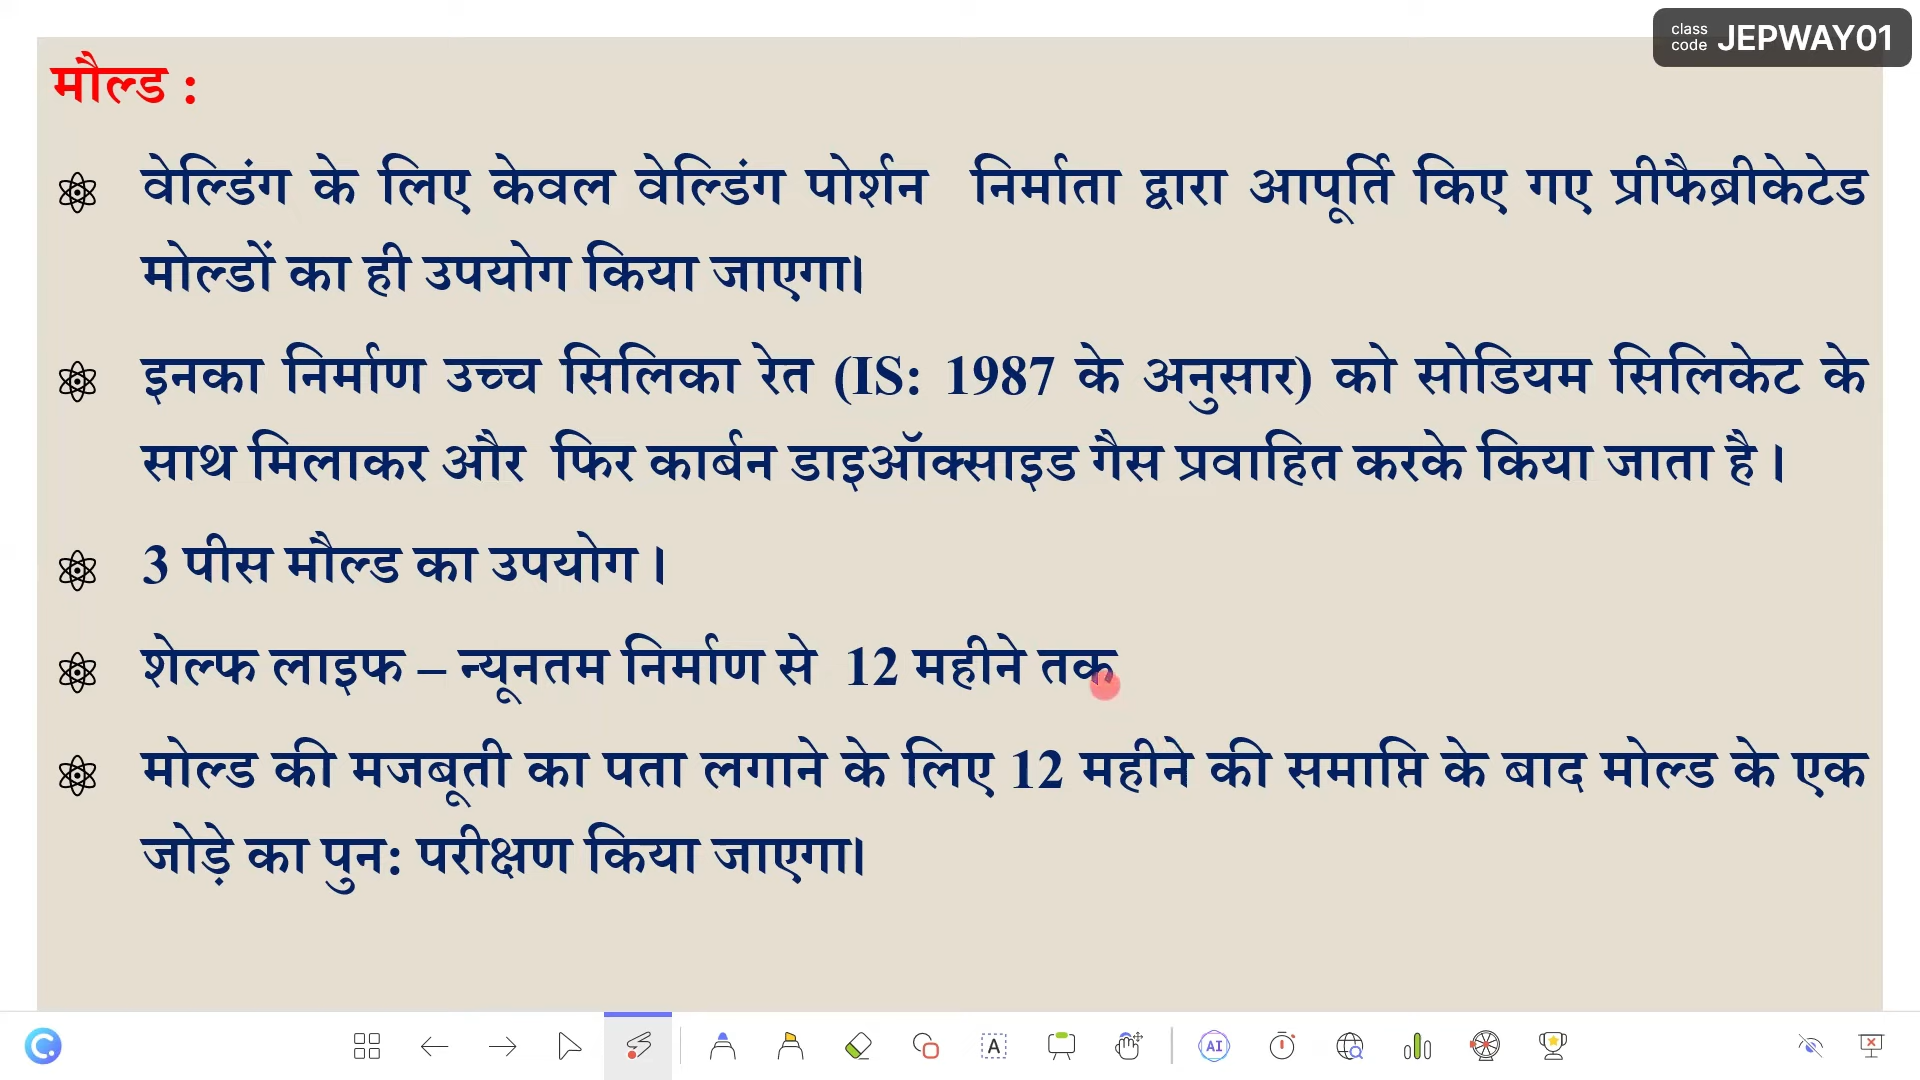 class
code JEPWAY01
मौल्ड :
वेल्डिंग के लिए केवल वेल्डिंग पोर्शन निर्माता द्वारा आपूर्ति किए गए प्रीफैब्रीकेटेड
मोल्डों का ही उपयोग किया जाएगा।
इनका निर्माण उच्च सिलिका रेत (IS: 1987 के अनुसार) को सोडियम सिलिकेट के
साथ मिलाकर और फिर कार्बन डाइऑक्साइड गैस प्रवाहित करके किया जाता है ।
3 पीस मौल्ड का उपयोग ।
शेल्फ लाइफ – न्यूनतम निर्माण से 12 महीने तक
मोल्ड की मजबूती का पता लगाने के लिए 12 महीने की समाप्ति के बाद मोल्ड के एक
जोड़े का पुन: परीक्षण किया जाएगा।
A
AI